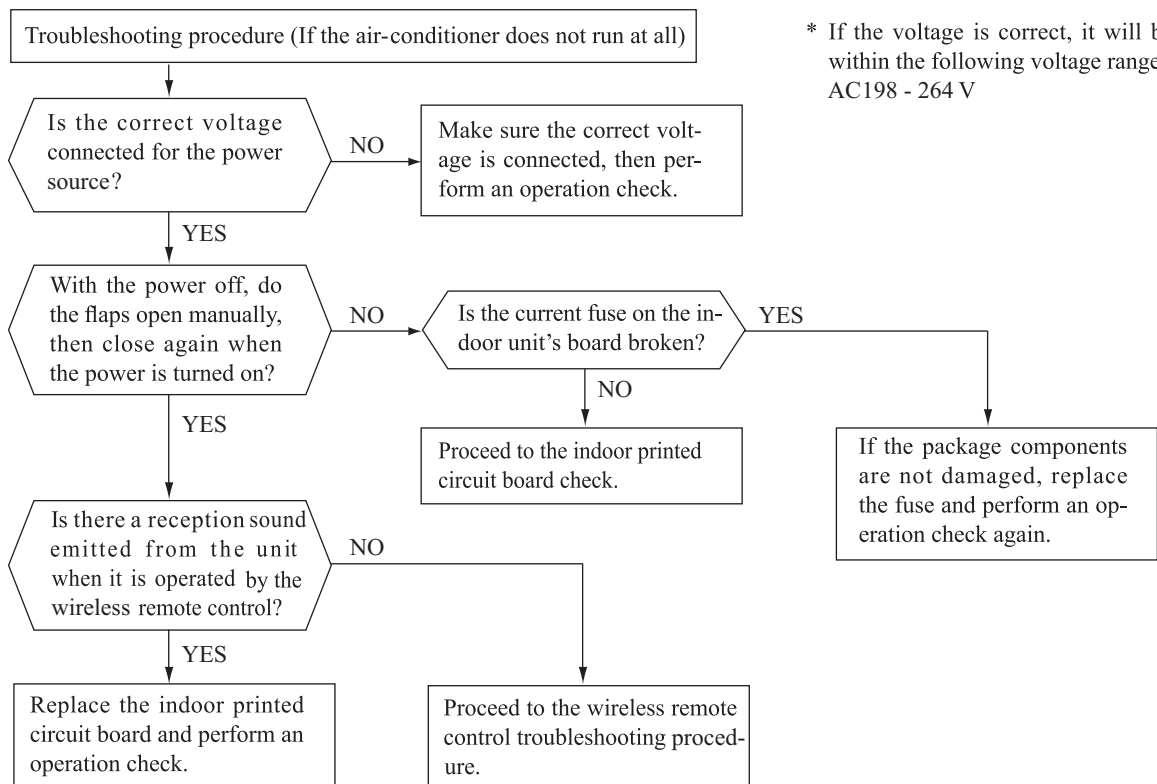 Troubleshooting procedure (If the air-conditioner does not run at all)
* If the voltage is correct, it will b
within the following voltage range
AC198 - 264 V
Is the correct voltage
connected for the power
source?
NO
Make sure the correct volt-
age is connected, then per-
form an operation check.
YES
With the power off, do
the flaps open manually,
then close again when
the power is turned on?
NO
Is the current fuse on the in-
door unit's board broken?
YES
NO
YES
Proceed to the indoor printed
circuit board check.
If the package components
are not damaged, replace
the fuse and perform an op-
eration check again.
Is there a reception sound
emitted from the unit
when it is operated by the
wireless remote control?
NO
YES
Replace the indoor printed
circuit board and perform an
operation check.
Proceed to the wireless remote
control troubleshooting proced-
ure.